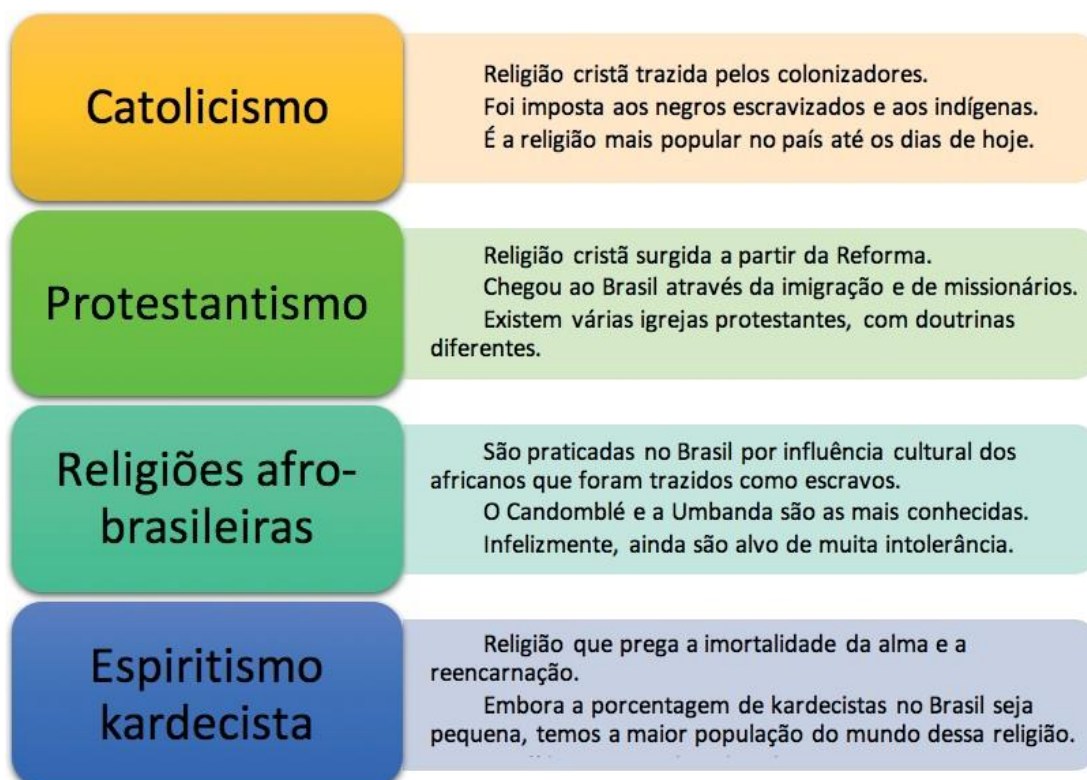 Catolicismo
Religião cristã trazida pelos colonizadores.
Foi imposta aos negros escravizados e aos indígenas.
É a religião mais popular no país até os dias de hoje.
Protestantismo
Religião cristã surgida a partir da Reforma.
Chegou ao Brasil através da imigração e de missionários.
Existem várias igrejas protestantes, com doutrinas
diferentes.
Religiões afro-
brasileiras
São praticadas no Brasil por influência cultural dos
africanos que foram trazidos como escravos.
O Candomblé e a Umbanda são as mais conhecidas.
Infelizmente, ainda são alvo de muita intolerância.
Espiritismo
kardecista
Religião que prega a imortalidade da alma e a
reencarnação.
Embora a porcentagem de kardecistas no Brasil seja
pequena, temos a maior população do mundo dessa religião.